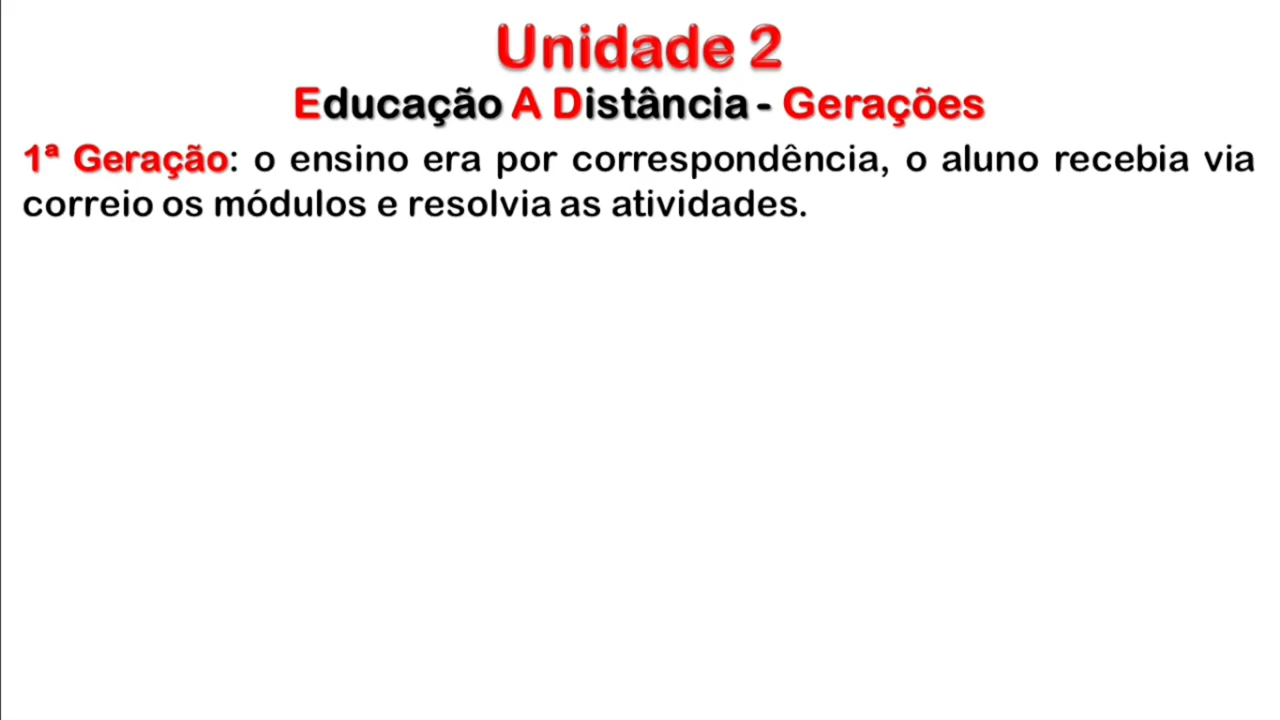 Unidade 2
Educação A Distância - Gerações
1ª Geração: o ensino era por correspondência, o aluno recebia via
correio os módulos e resolvia as atividades.